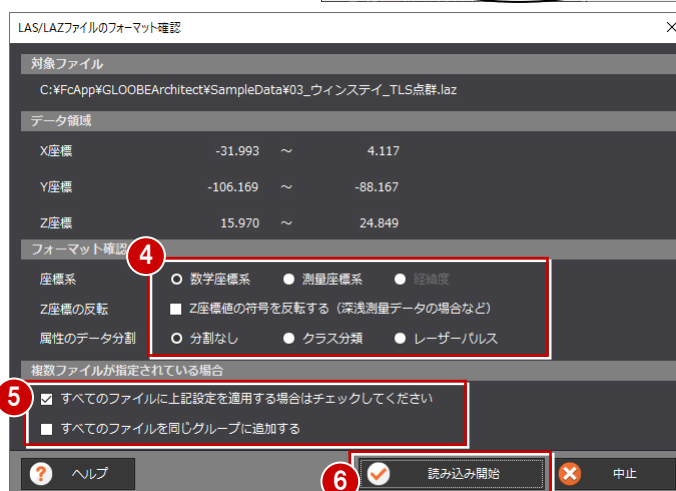 LAS/LAZファイルのフォーマット確認
対象ファイル
C:¥FcApp¥GLOOBEArchitect¥SampleData¥03_ウィンステイ_TLS点群.laz
データ領域
X座標 -31.993 ～ 4.117
Y座標 -106.169 ～ -88.167
Z座標 15.970 ～ 24.849
フォーマット確認
4
座標系 数学座標系 測量座標系 経緯度
Z座標の反転 Z座標値の符号を反転する（深浅測量データの場合など）
属性のデータ分割 分割なし クラス分類 レーザーパルス
複数ファイルが指定されている場合
5
すべてのファイルに上記設定を適用する場合はチェックしてください
すべてのファイルを同じグループに追加する
? ヘルプ 6 読み込み開始 中止